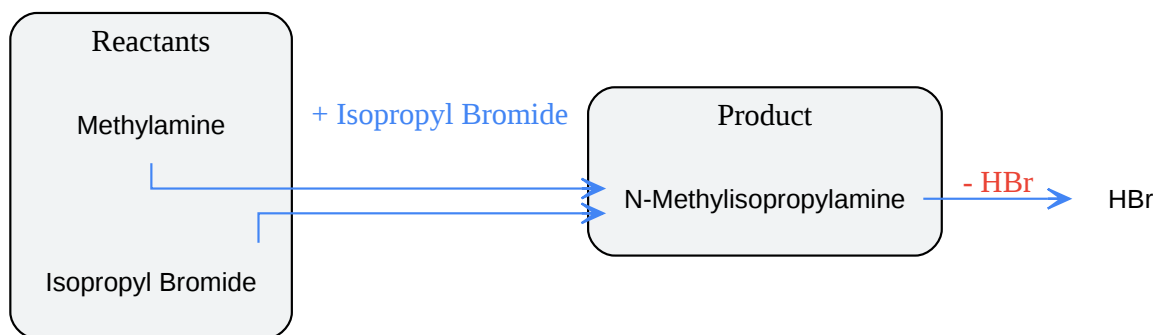 Reactants
Methylamine
Isopropyl Bromide
+ Isopropyl Bromide
Product
N-Methylisopropylamine
- HBr
HBr